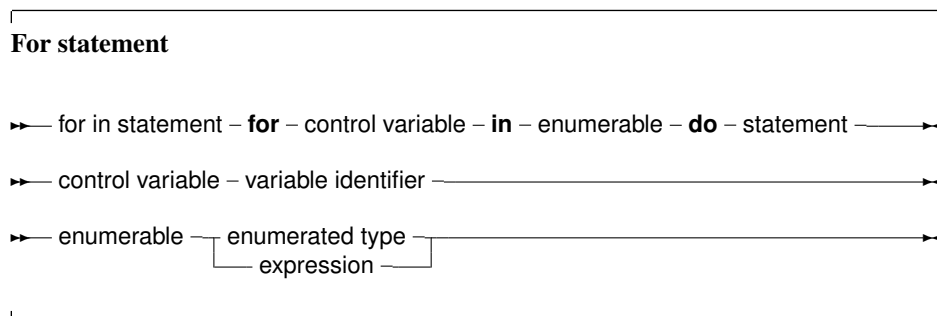 For statement
for in statement – for – control variable – in – enumerable – do – statement
control variable – variable identifier
enumerable – enumerated type
expression